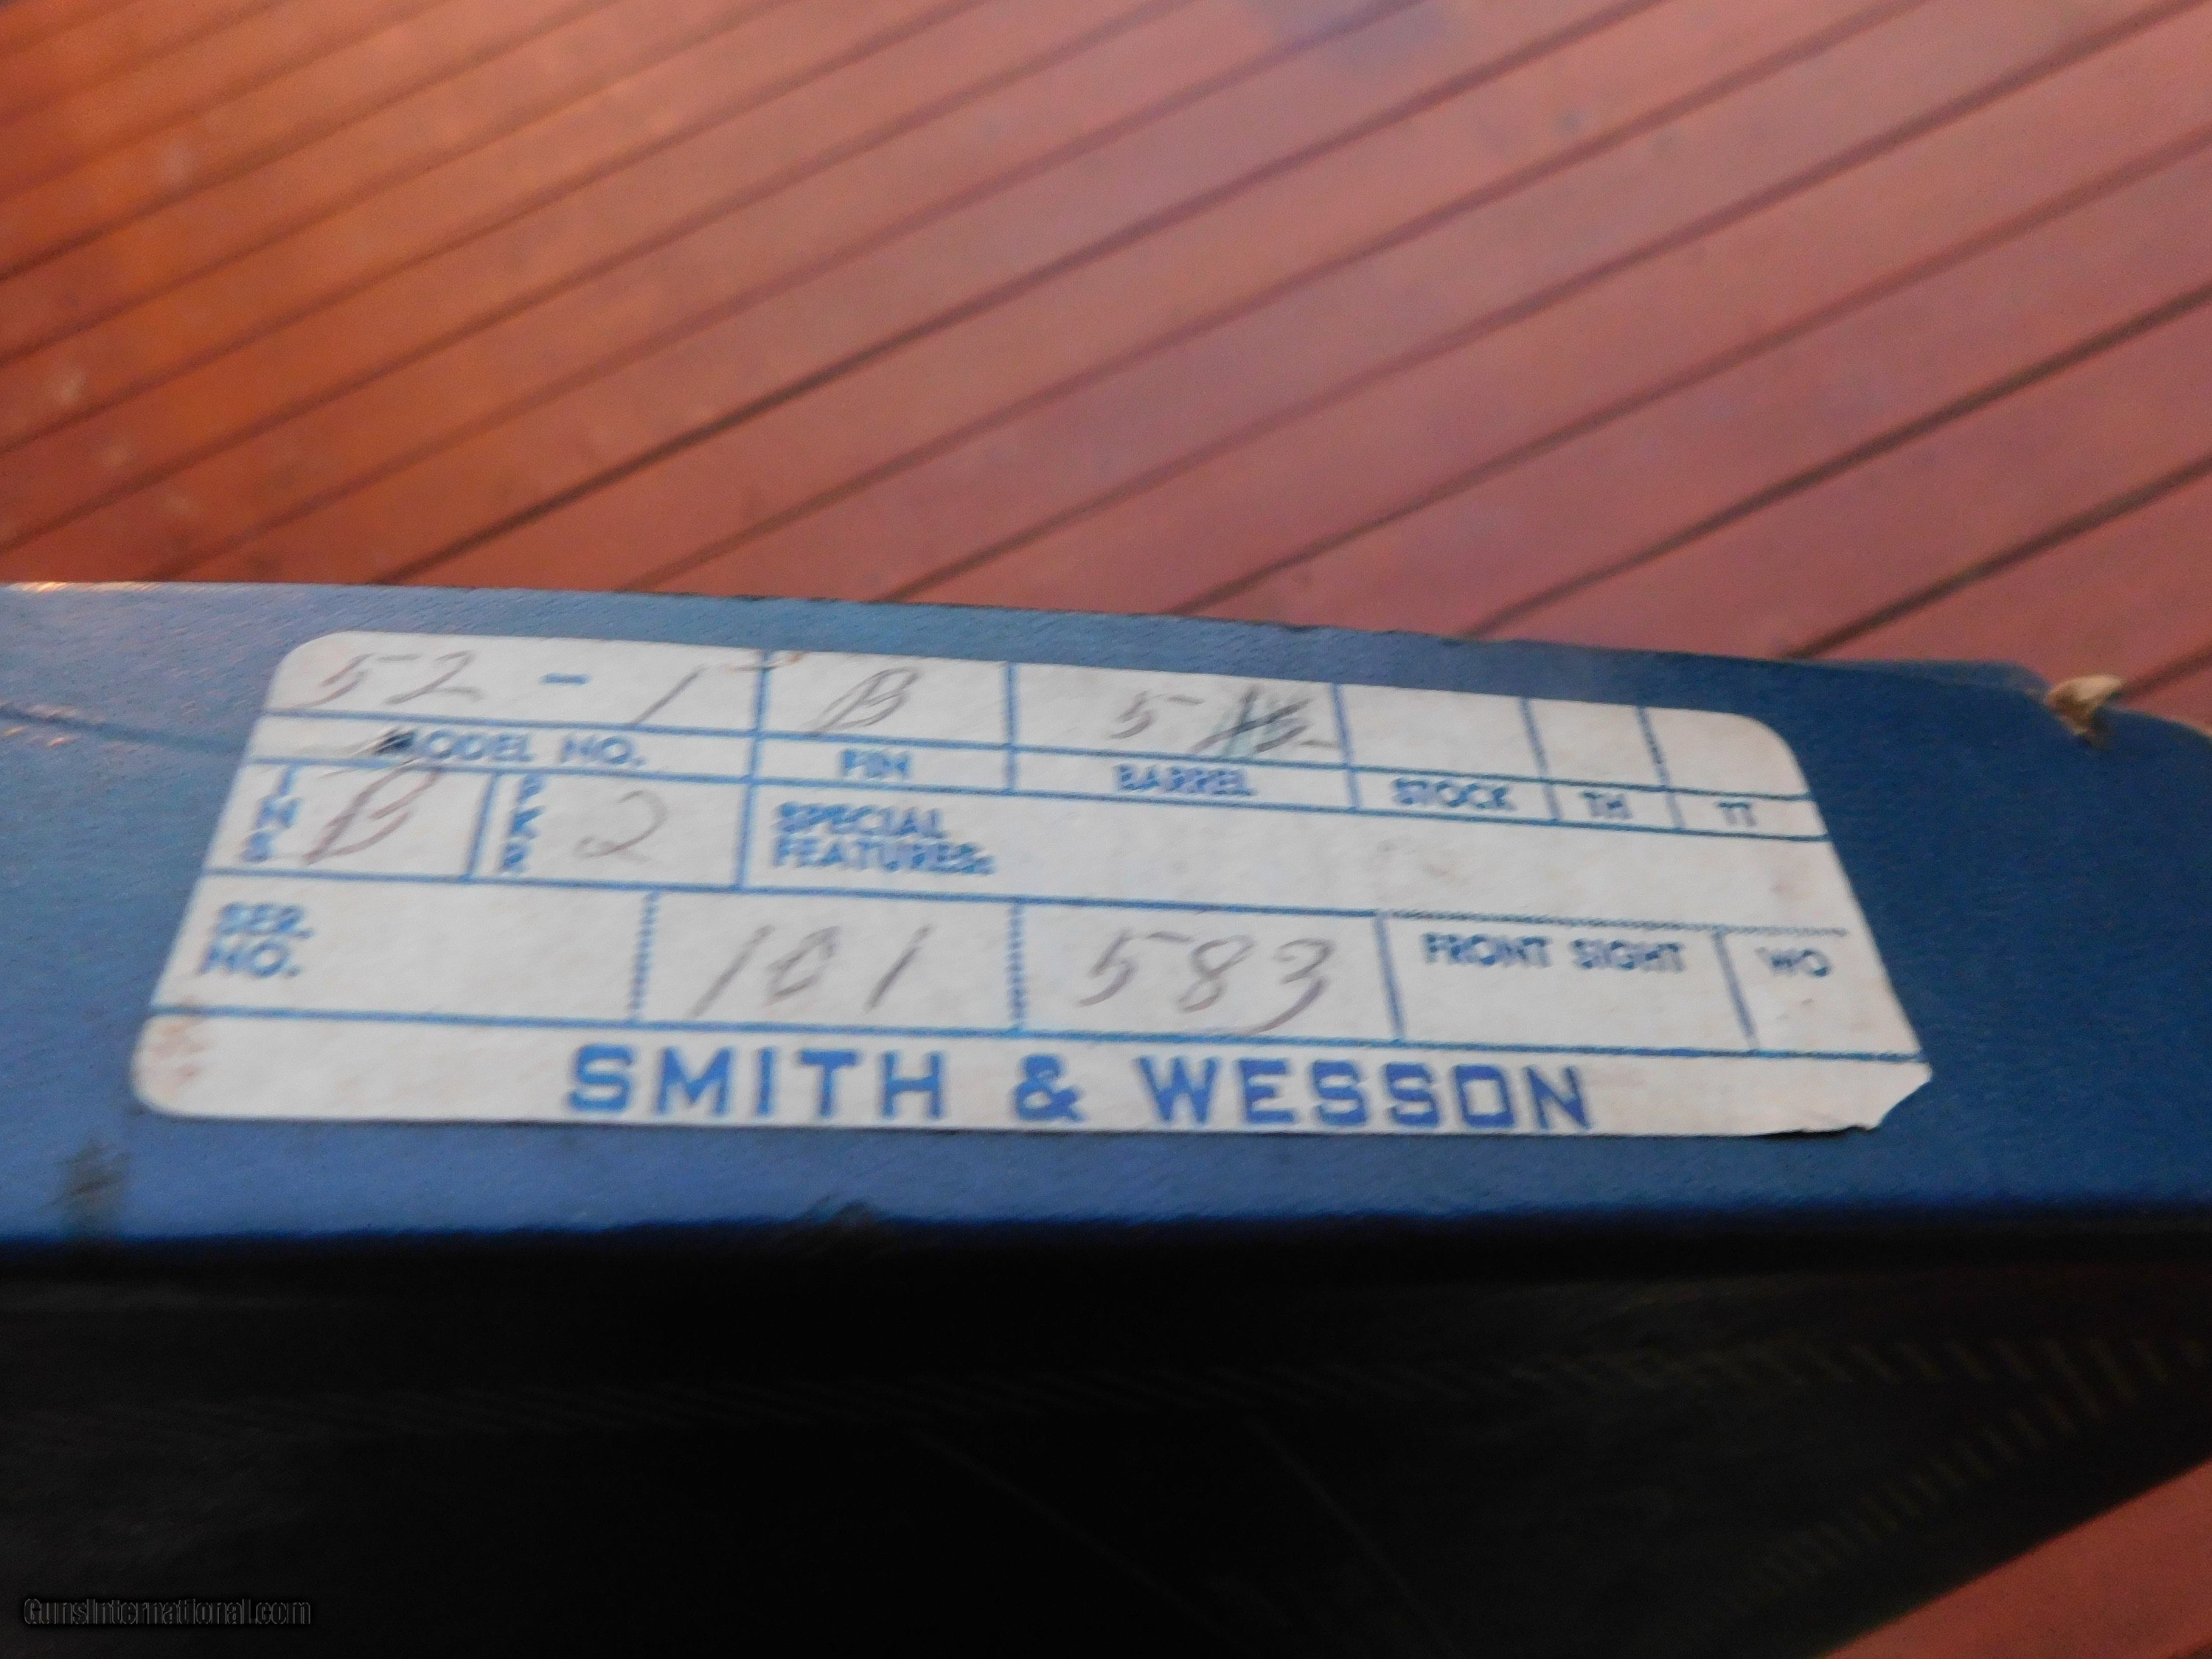 52 - 1 B 5
MODEL NO. FIN BARREL STOCK TH TT
INS B PKR 2 SPECIAL
FEATURES:
SER.
NO. 101 583 FRONT SIGHT WO
SMITH & WESSON
GunsInternational.com